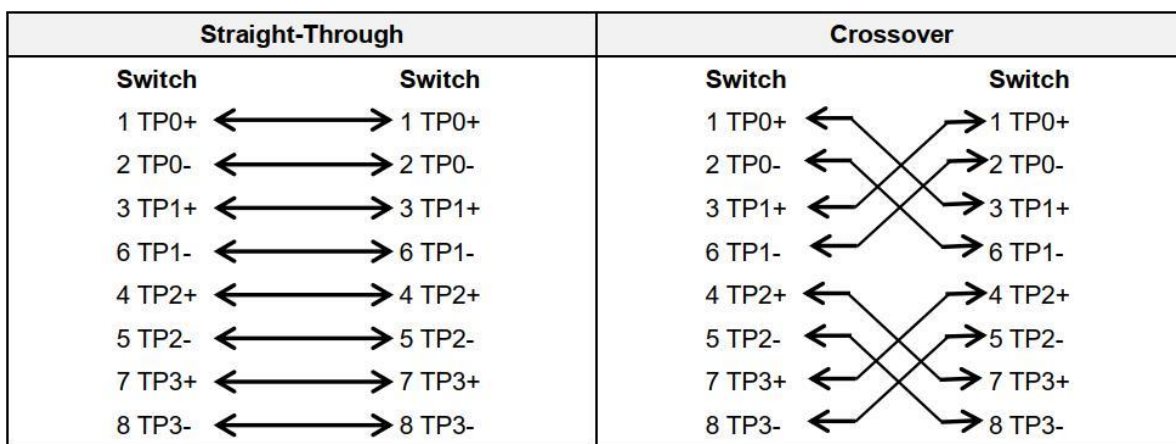 Straight-Through Crossover
Switch Switch Switch Switch
1 TP0+ 1 TP0+ 1 TP0+ 1 TP0+
2 TP0- 2 TP0- 2 TP0- 2 TP0-
3 TP1+ 3 TP1+ 3 TP1+ 3 TP1+
6 TP1- 6 TP1- 6 TP1- 6 TP1-
4 TP2+ 4 TP2+ 4 TP2+ 4 TP2+
5 TP2- 5 TP2- 5 TP2- 5 TP2-
7 TP3+ 7 TP3+ 7 TP3+ 7 TP3+
8 TP3- 8 TP3- 8 TP3- 8 TP3-